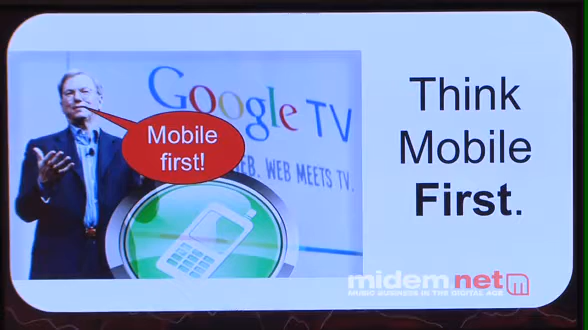 Google TV
EB. WEB MEETS TV.
Mobile
first!
Think
Mobile
First.
midem net m
MUSIC BUSINESS IN THE DIGITAL AGE